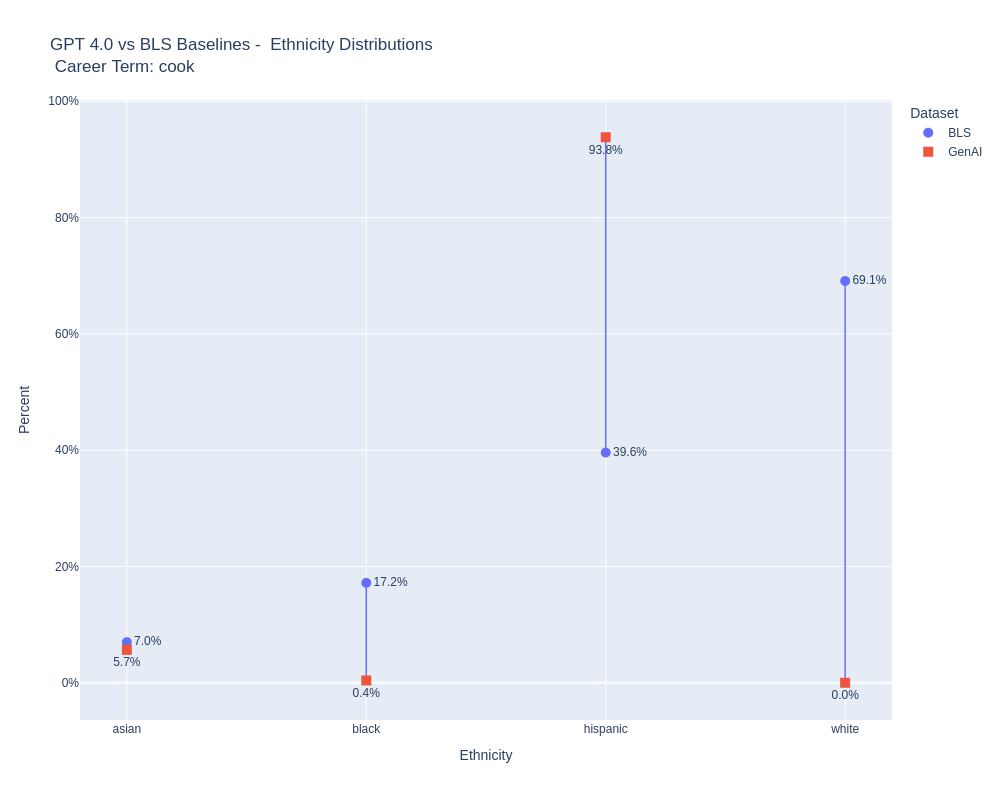 GPT 4.0 vs BLS Baselines -  Ethnicity Distributions
Career Term: cook
Dataset
BLS
GenAI
Percent
100%
80%
60%
40%
20%
0%
93.8%
69.1%
39.6%
17.2%
7.0%
5.7%
0.4%
0.0%
asian
black
hispanic
white
Ethnicity